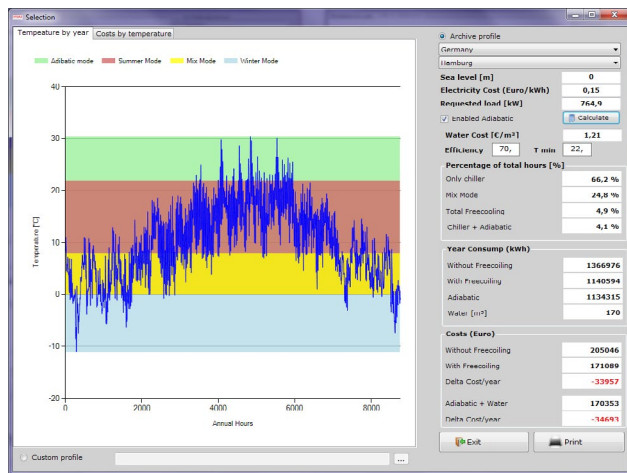 Selection
Tempeature by year Costs by temperature
Adibatic mode Summer Mode Mix Mode Winter Mode
Temperature [°C]
40
30
20
10
0
-10
-20
0 2000 4000 6000 8000
Annual Hours
Custom profile ...
Archive profile
Germany
Hamburg
Sea level [m] 0
Electricity Cost (Euro/kWh) 0,15
Requested load [kW] 764,9
Enabled Adiabatic Calculate
Water Cost [€/m³] 1,21
Efficiency 70, T min 22,
Percentage of total hours [%]
Only chiller 66,2 %
Mix Mode 24,8 %
Total Freecooling 4,9 %
Chiller + Adiabatic 4,1 %
Year Consump (kWh)
Without Freecoiling 1366976
With Freecoiling 1140594
Adiabatic 1134315
Water [m³] 170
Costs (Euro)
Without Freecoiling 205046
With Freecoiling 171089
Delta Cost/year -33957
Adiabatic + Water 170353
Delta Cost/year -34693
Exit Print